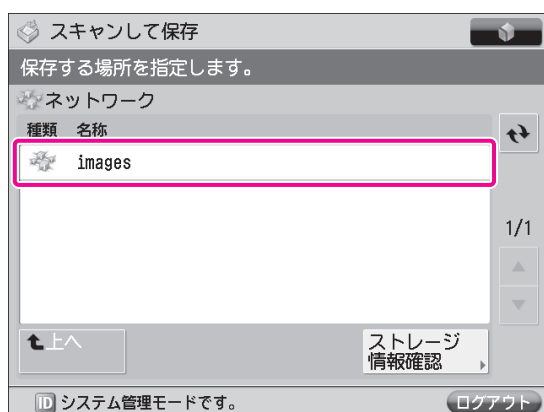 スキャンして保存
保存する場所を指定します。
ネットワーク
種類 名称
images
1/1
上へ
ストレージ
情報確認
ID システム管理モードです。
ログアウト